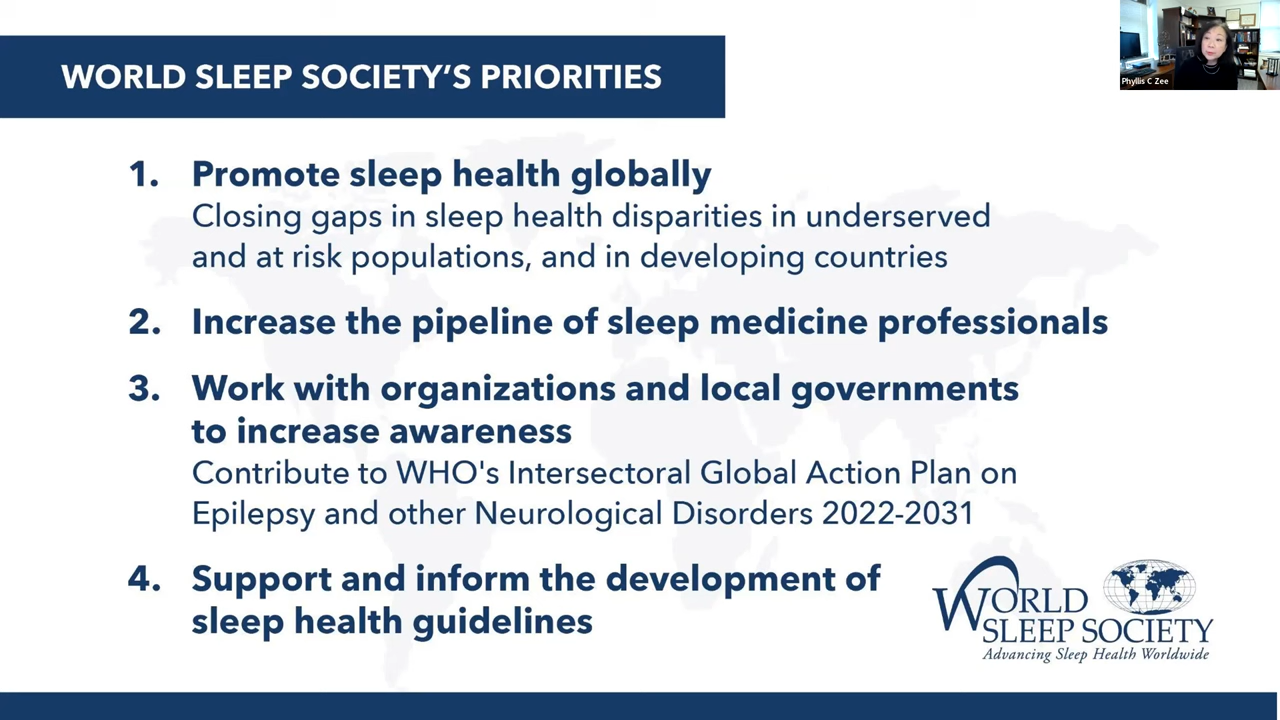 WORLD SLEEP SOCIETY'S PRIORITIES
Phyllis C Zee
1. Promote sleep health globally
Closing gaps in sleep health disparities in underserved
and at risk populations, and in developing countries
2. Increase the pipeline of sleep medicine professionals
3. Work with organizations and local governments
to increase awareness
Contribute to WHO's Intersectoral Global Action Plan on
Epilepsy and other Neurological Disorders 2022-2031
4. Support and inform the development of
sleep health guidelines
WORLD
SLEEP SOCIETY
Advancing Sleep Health Worldwide